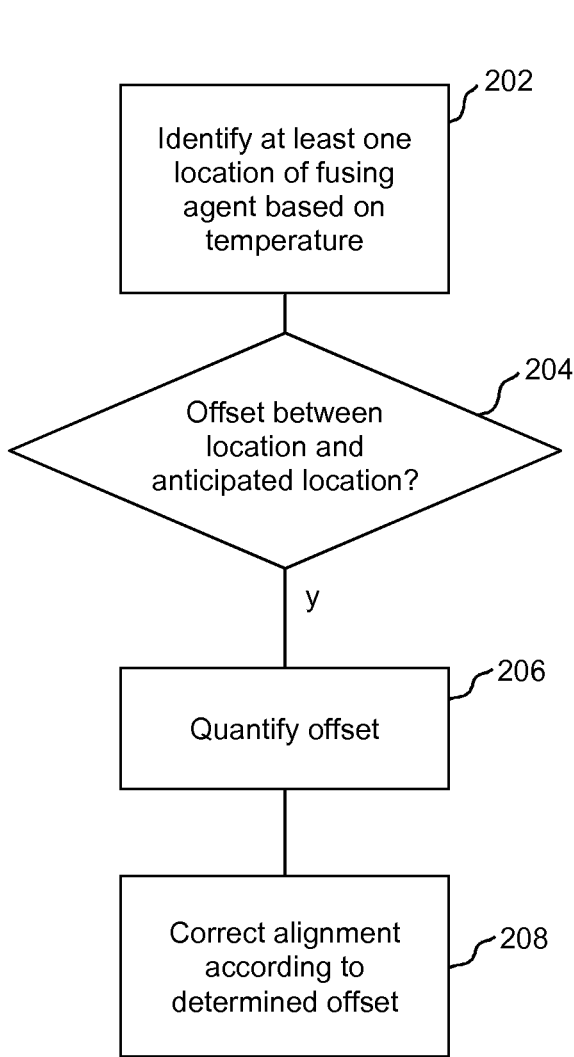 202
Identify at least one
location of fusing
agent based on
temperature
204
Offset between
location and
anticipated location?
y
206
Quantify offset
208
Correct alignment
according to
determined offset